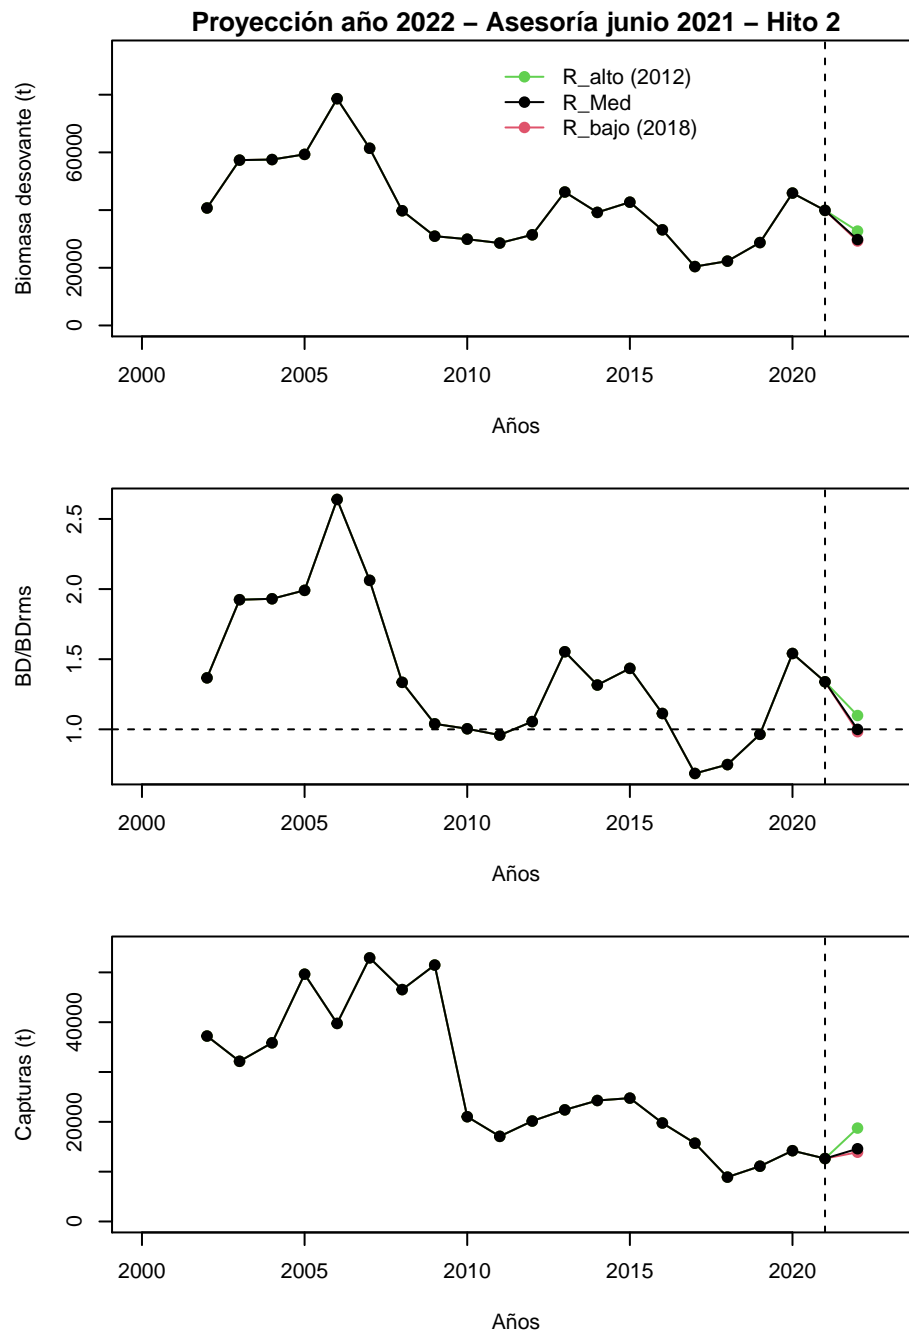 Proyección año 2022 – Asesoría junio 2021 – Hito 2
Biomasa desovante (t)
60000
20000
0
R_alto (2012)
R_Med
R_bajo (2018)
2000 2005 2010 2015 2020
Años
BD/BDrms
2.5
2.0
1.5
1.0
2000 2005 2010 2015 2020
Años
Capturas (t)
40000
20000
0
2000 2005 2010 2015 2020
Años